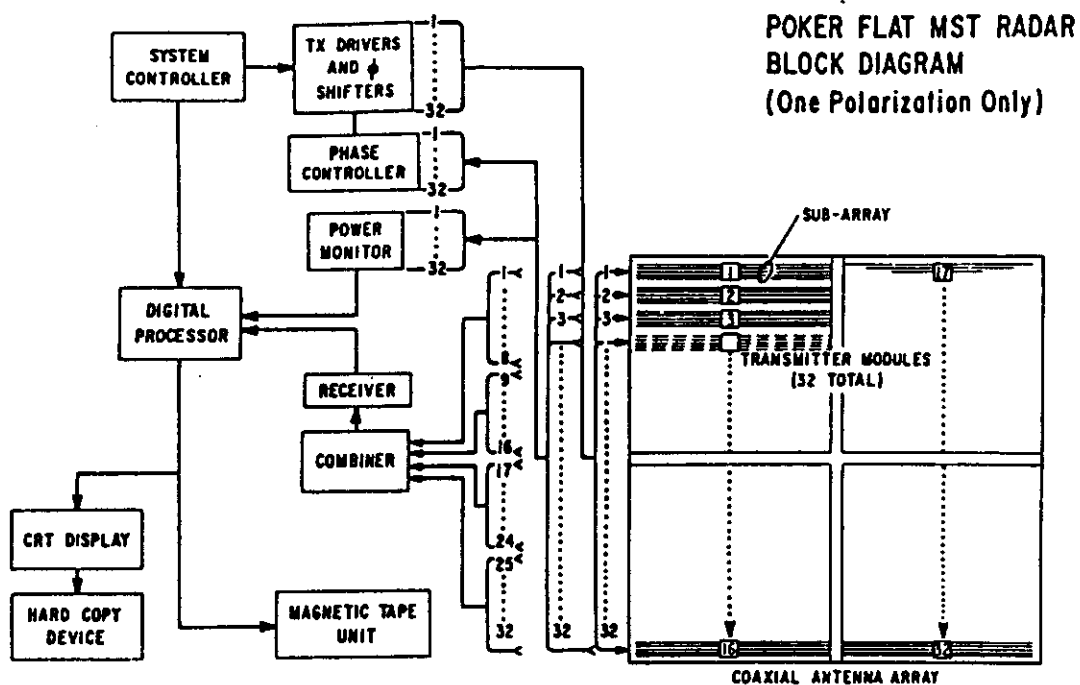 POKER FLAT MST RADAR
BLOCK DIAGRAM
(One Polarization Only)
SYSTEM
CONTROLLER
TX DRIVERS
AND ϕ
SHIFTERS
1
32
PHASE
CONTROLLER
1
32
POWER
MONITOR
1
32
DIGITAL
PROCESSOR
RECEIVER
COMBINER
CRT DISPLAY
HARD COPY
DEVICE
MAGNETIC TAPE
UNIT
1
8
9
16
17
24
25
32
1
2
3
32
1
2
3
32
SUB-ARRAY
1
2
3
17
TRANSMITTER MODULES
(32 TOTAL)
16
32
COAXIAL ANTENNA ARRAY